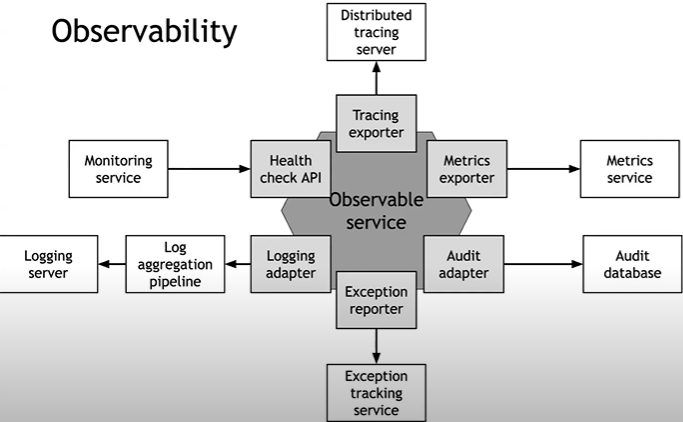 Observability
Distributed
tracing
server
Tracing
exporter
Monitoring
service
Health
check API
Metrics
exporter
Metrics
service
Observable
service
Logging
server
Log
aggregation
pipeline
Logging
adapter
Audit
adapter
Audit
database
Exception
reporter
Exception
tracking
service